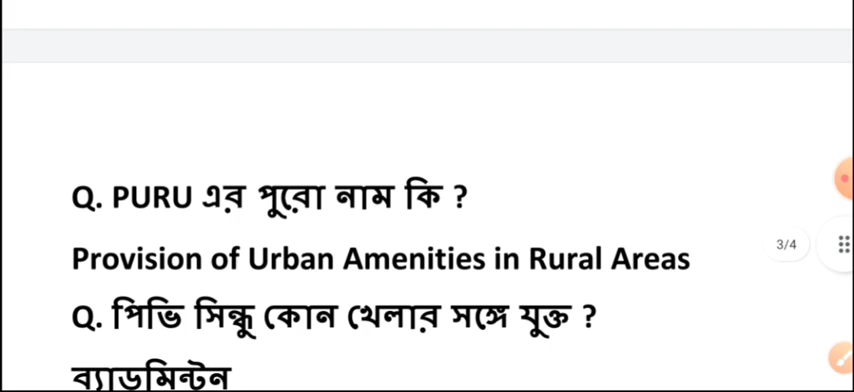 Q. PURU এর পুরো নাম কি ?
Provision of Urban Amenities in Rural Areas
3/4
Q. পিভি সিন্ধু কোন খেলার সঙ্গে যুক্ত ?
ব্যাডমিন্টন